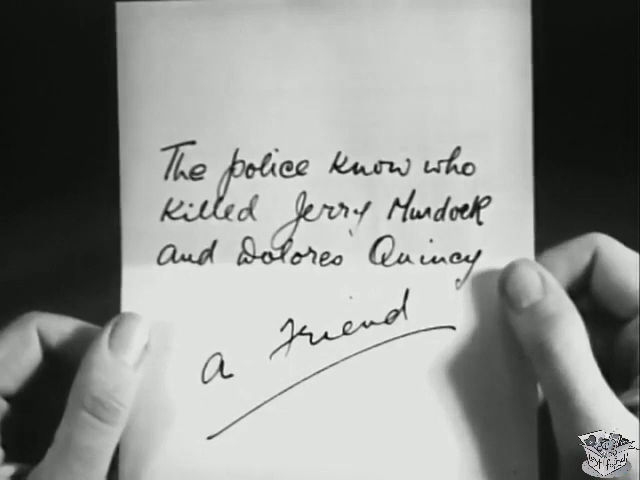 The police know who
killed Jerry Murdock
and Dolores Quincy
a friend